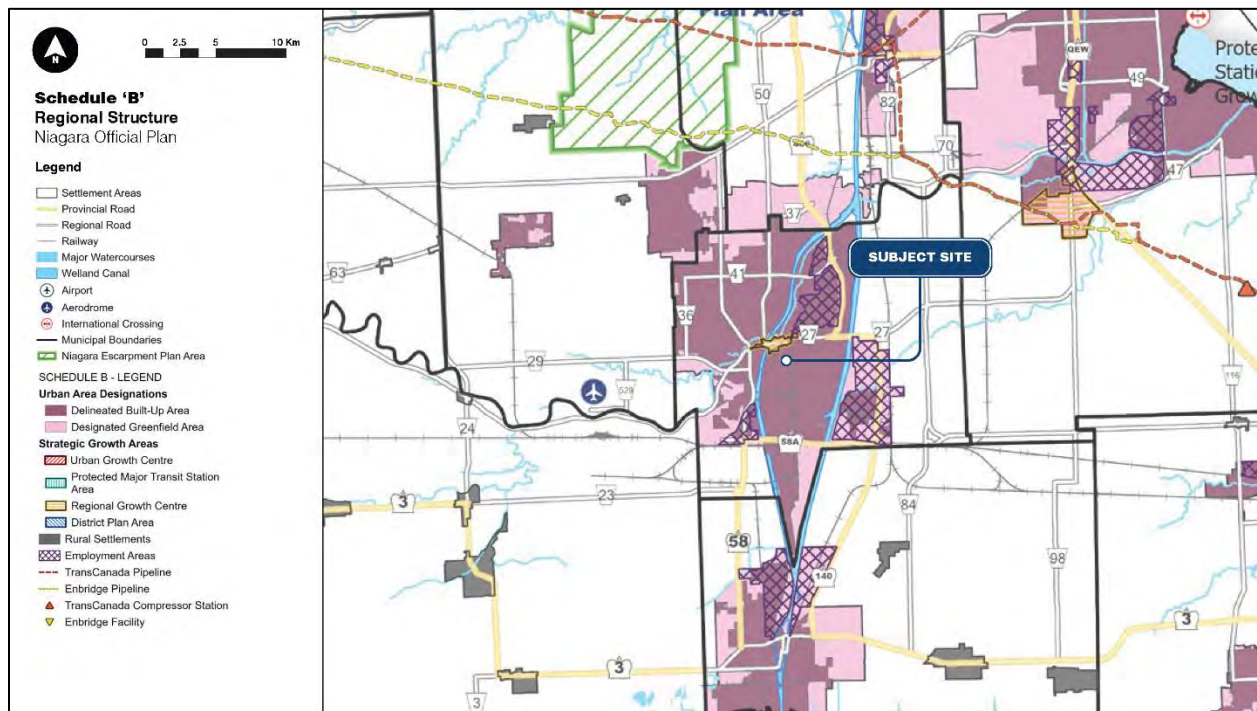 0 2.5 5 10 Km
N
Schedule 'B'
Regional Structure
Niagara Official Plan
Legend
Settlement Areas
Provincial Road
Regional Road
Railway
Major Watercourses
Welland Canal
Airport
Aerodrome
International Crossing
Municipal Boundaries
Niagara Escarpment Plan Area
SCHEDULE B - LEGEND
Urban Area Designations
Delineated Built-Up Area
Designated Greenfield Area
Strategic Growth Areas
Urban Growth Centre
Protected Major Transit Station
Area
Regional Growth Centre
District Plan Area
Rural Settlements
Employment Areas
TransCanada Pipeline
Enbridge Pipeline
TransCanada Compressor Station
Enbridge Facility
Plan Area
QEW
Prote
Static
Grow
49
50
82
70
47
37
SUBJECT SITE
63
41
36
27
27
29
529
116
24
58A
23
3
84
58
98
140
3
3
3